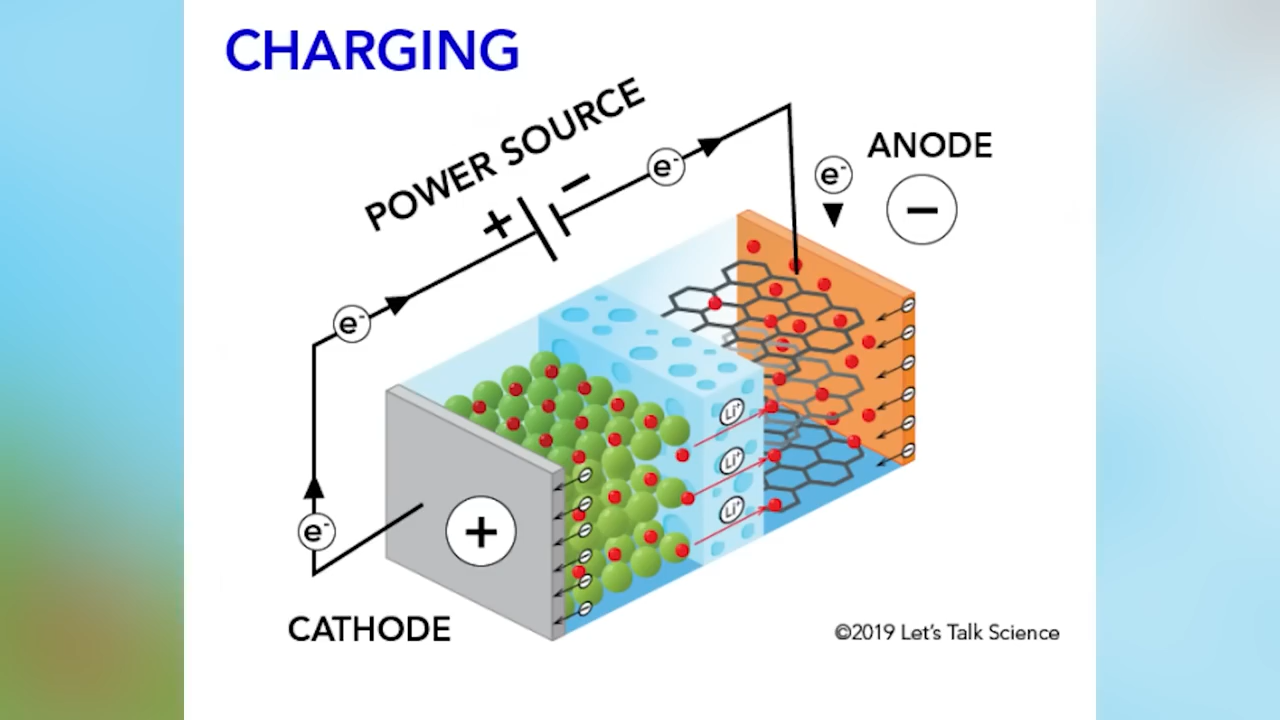 CHARGING
POWER SOURCE
+
−
e⁻
e⁻
ANODE
e⁻
−
Li⁺
Li⁺
Li⁺
+
e⁻
CATHODE
©2019 Let's Talk Science